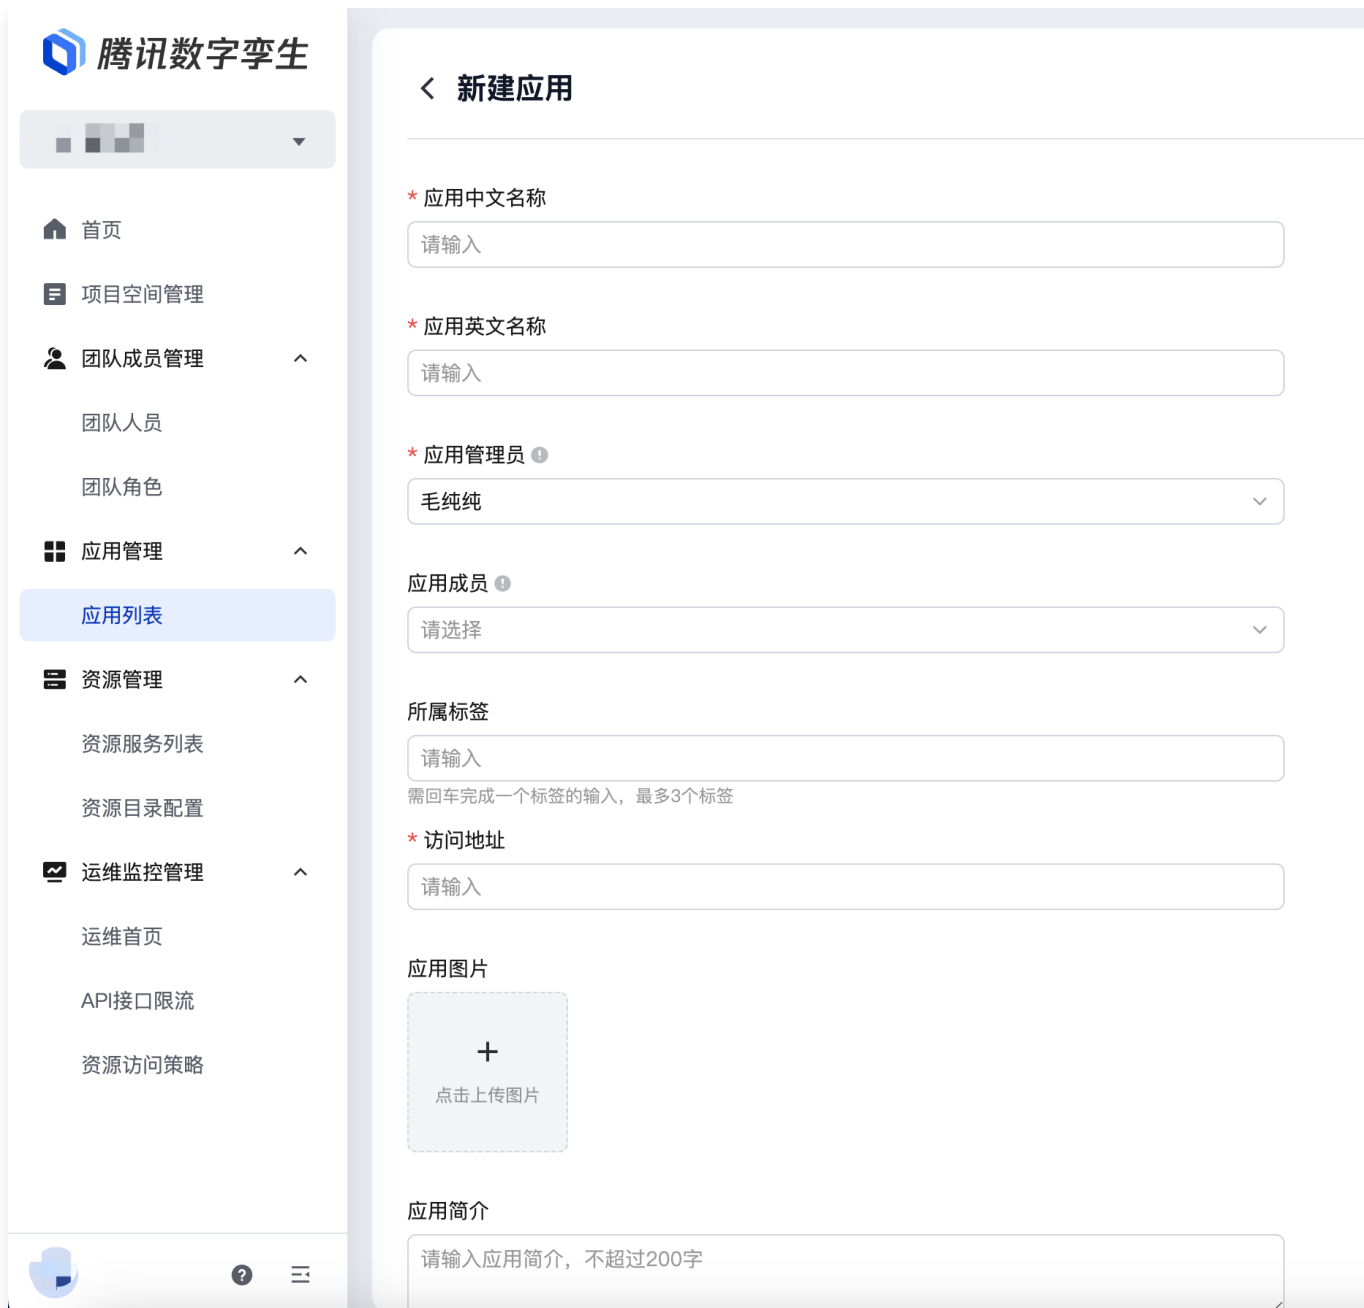 腾讯数字孪生
首页
项目空间管理
团队成员管理
团队人员
团队角色
应用管理
应用列表
资源管理
资源服务列表
资源目录配置
运维监控管理
运维首页
API接口限流
资源访问策略
新建应用
* 应用中文名称
请输入
* 应用英文名称
请输入
* 应用管理员
毛纯纯
应用成员
请选择
所属标签
请输入
需回车完成一个标签的输入，最多3个标签
* 访问地址
请输入
应用图片
点击上传图片
应用简介
请输入应用简介，不超过200字